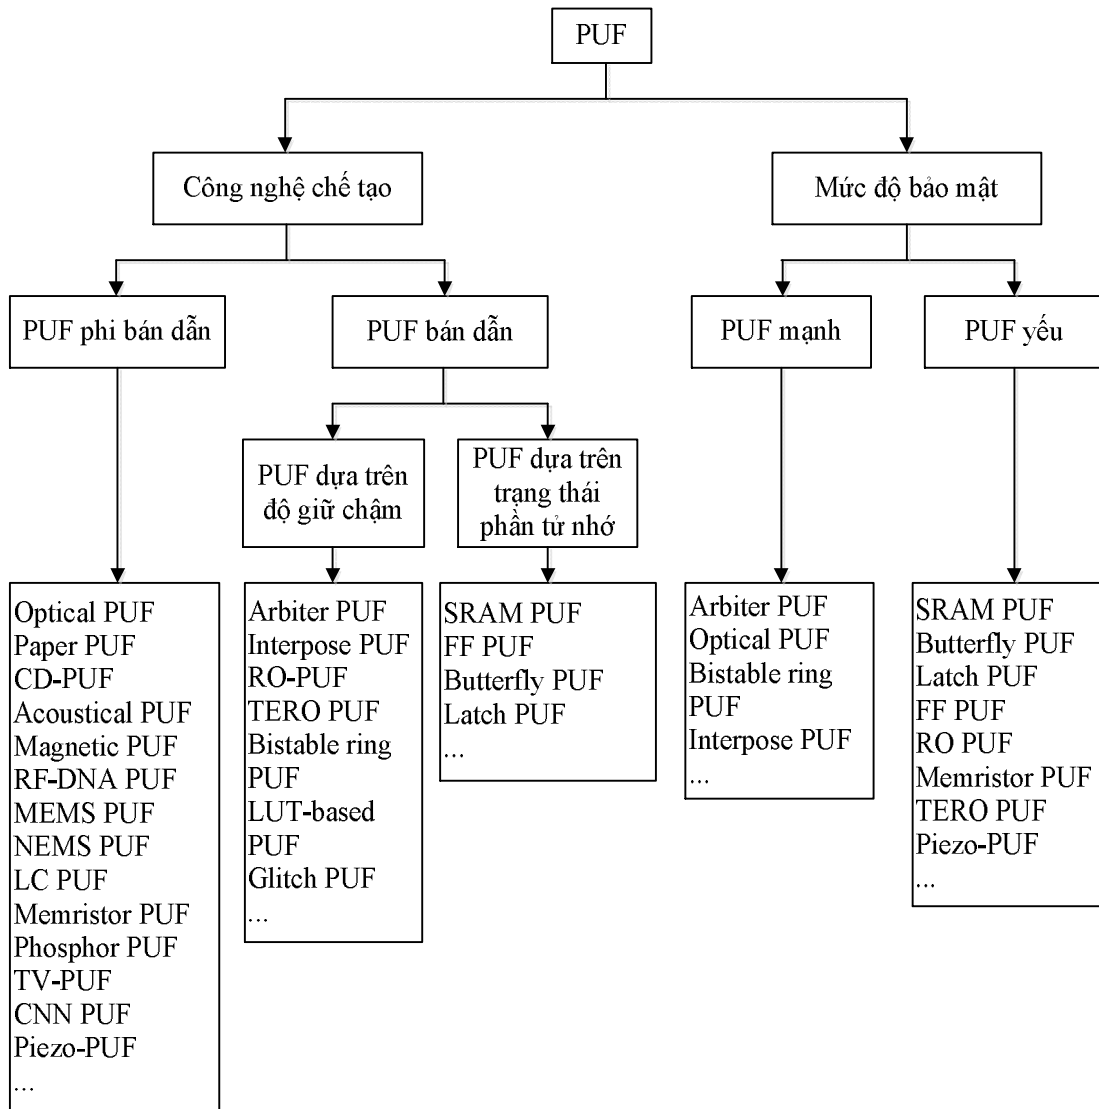 PUF
Công nghệ chế tạo
Mức độ bảo mật
PUF phi bán dẫn
PUF bán dẫn
PUF mạnh
PUF yếu
PUF dựa trên
độ giữ chậm
PUF dựa trên
trạng thái
phần tử nhớ
Optical PUF
Paper PUF
CD-PUF
Acoustical PUF
Magnetic PUF
RF-DNA PUF
MEMS PUF
NEMS PUF
LC PUF
Memristor PUF
Phosphor PUF
TV-PUF
CNN PUF
Piezo-PUF
...
Arbiter PUF
Interpose PUF
RO-PUF
TERO PUF
Bistable ring
PUF
LUT-based
PUF
Glitch PUF
...
SRAM PUF
FF PUF
Butterfly PUF
Latch PUF
...
Arbiter PUF
Optical PUF
Bistable ring
PUF
Interpose PUF
...
SRAM PUF
Butterfly PUF
Latch PUF
FF PUF
RO PUF
Memristor PUF
TERO PUF
Piezo-PUF
...